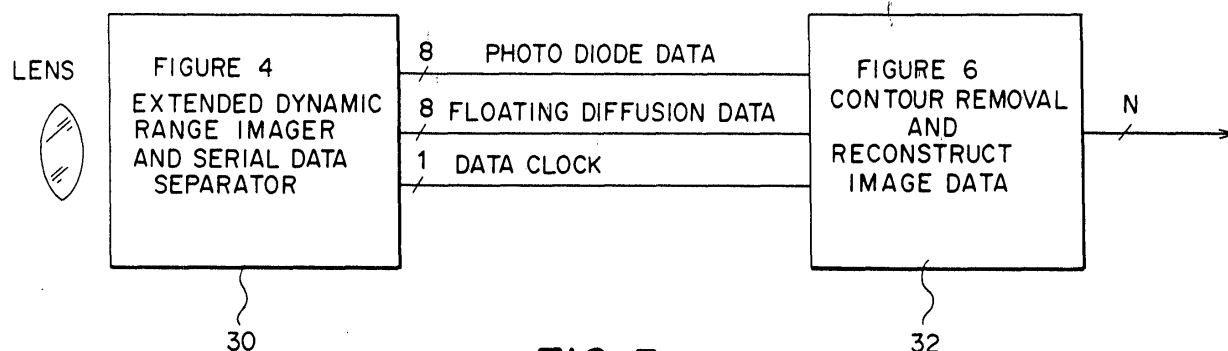 LENS
FIGURE 4
EXTENDED DYNAMIC
RANGE IMAGER
AND SERIAL DATA
SEPARATOR
8 PHOTO DIODE DATA
8 FLOATING DIFFUSION DATA
1 DATA CLOCK
FIGURE 6
CONTOUR REMOVAL
AND
RECONSTRUCT
IMAGE DATA
N
30
32